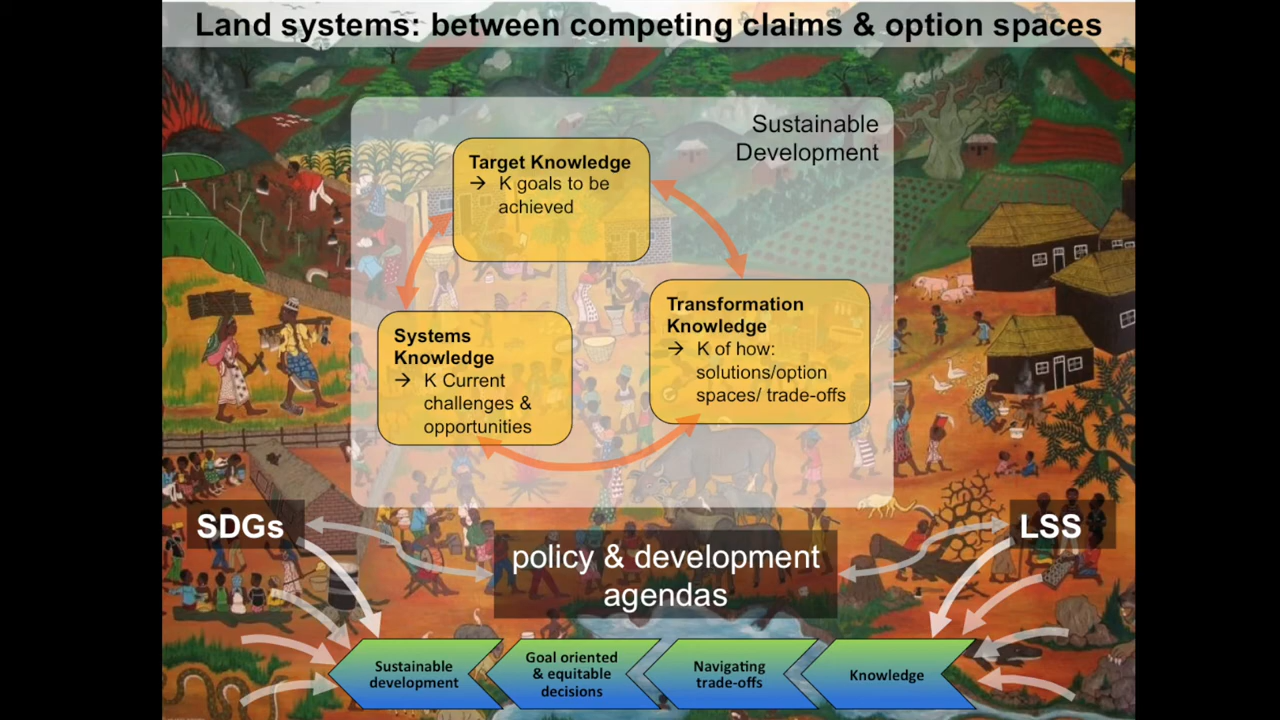 Land systems: between competing claims & option spaces
Sustainable
Development
Target Knowledge
→ K goals to be
achieved
Transformation
Knowledge
→ K of how:
solutions/option
spaces/ trade-offs
Systems
Knowledge
→ K Current
challenges &
opportunities
SDGs
LSS
policy & development
agendas
Sustainable
development
Goal oriented
& equitable
decisions
Navigating
trade-offs
Knowledge